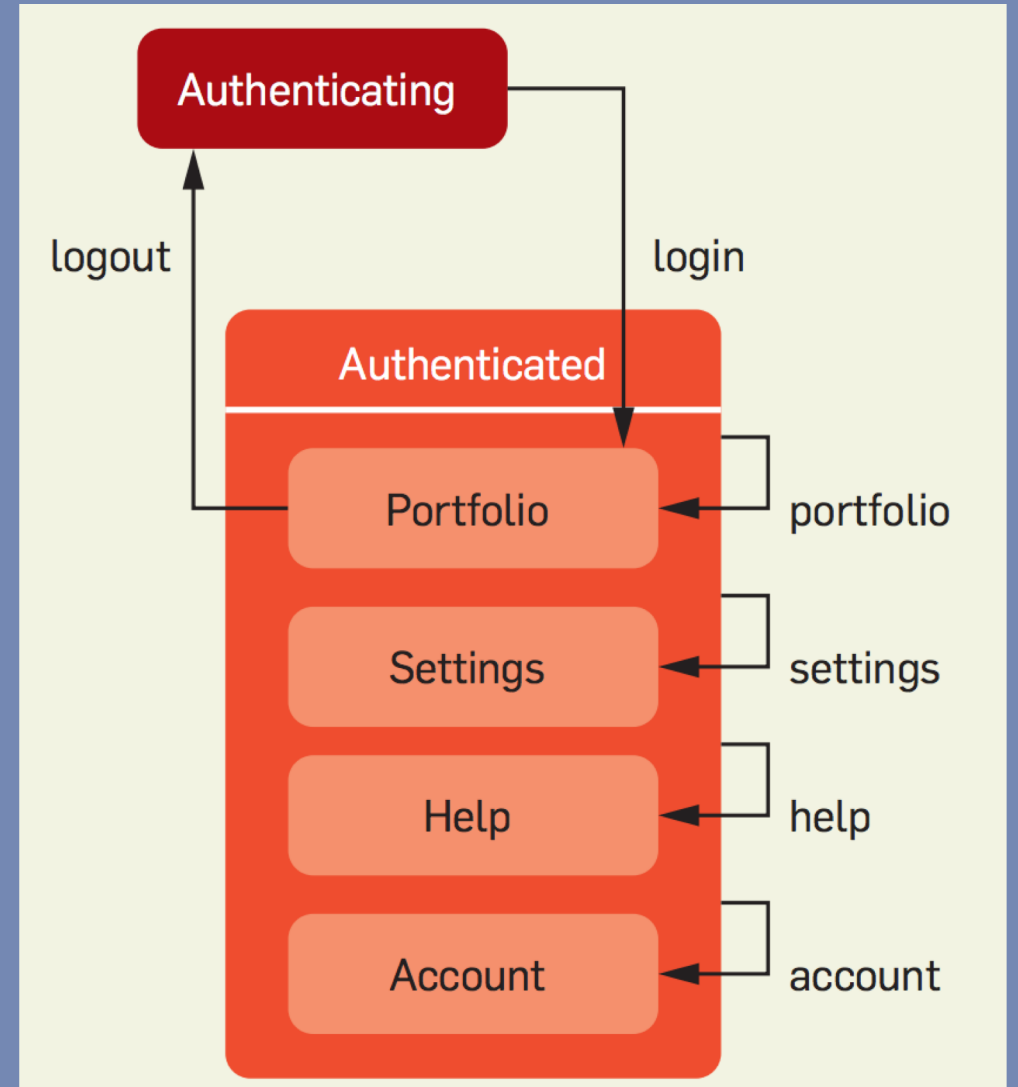 Authenticating
logout
login
Authenticated
Portfolio
portfolio
Settings
settings
Help
help
Account
account